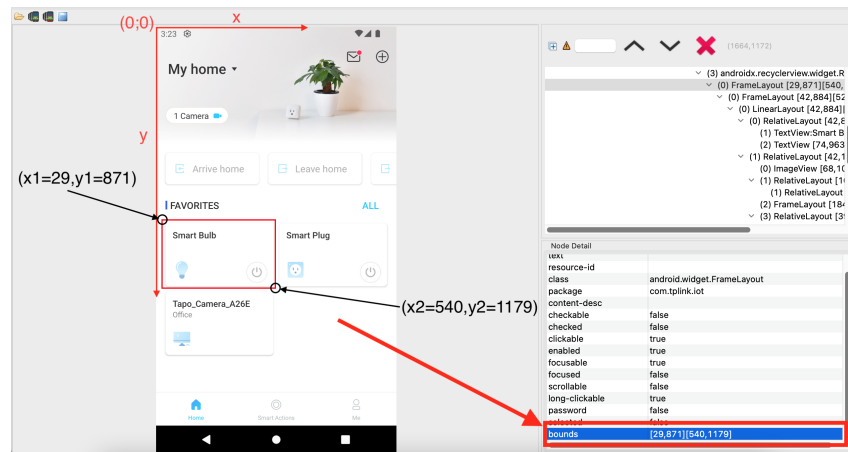 (0;0)
x
y
(x1=29,y1=871)
(x2=540,y2=1179)
3:23
My home
1 Camera
Arrive home
Leave home
FAVORITES
ALL
Smart Bulb
Smart Plug
Tapo_Camera_A26E
Office
Home
Smart Actions
Me
(1664,1172)
(3) androidx.recyclerview.widget.R
(0) FrameLayout [29,871][540,
(0) FrameLayout [42,884][52
(0) LinearLayout [42,884][
(0) RelativeLayout [42,8
(1) TextView:Smart B
(2) TextView [74,963
(1) RelativeLayout [42,1
(0) ImageView [68,10
(1) RelativeLayout [1
(1) RelativeLayout
(2) FrameLayout [184
(3) RelativeLayout [3
Node Detail
text
resource-id
class android.widget.FrameLayout
package com.tplink.iot
content-desc
checkable false
checked false
clickable true
enabled true
focusable true
focused false
scrollable false
long-clickable true
password false
selected false
bounds [29,871][540,1179]